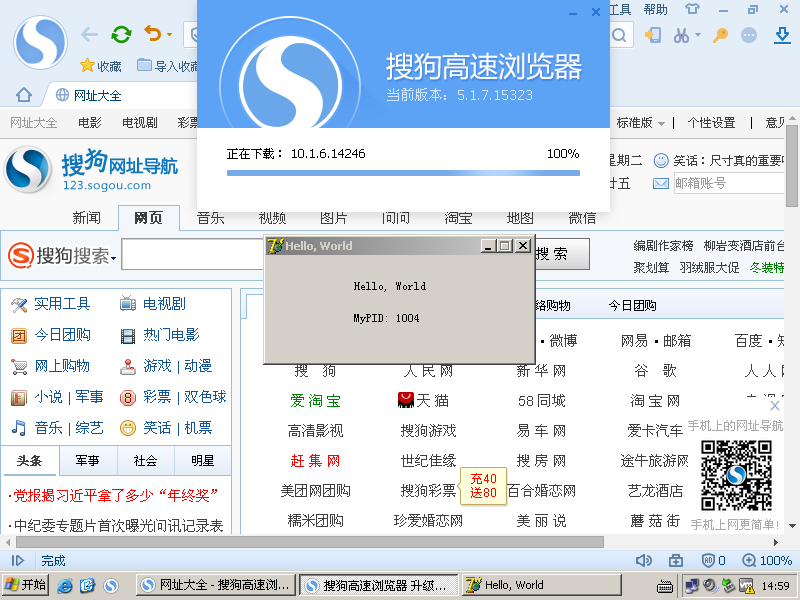 工具 帮助
收藏 导入收藏
网址大全
搜狗高速浏览器
当前版本：5.1.7.15323
正在下载： 10.1.6.14246 100%
网址大全 电影 电视剧 彩票
标准版 | 个性设置 | 意见
搜狗网址导航
123.sogou.com
星期二 笑话：尺寸真的重要
廿五 邮箱账号
新闻 网页 音乐 视频 图片 问问 淘宝 地图 微信
搜狗搜索 搜 索
编剧作家榜 柳岩变酒店前台
聚划算 羽绒服大促 冬装特
Hello, World
Hello, World
MyPID: 1004
实用工具 电视剧
今日团购 热门电影
网上购物 游戏 | 动漫
小说 | 军事 彩票 | 双色球
音乐 | 综艺 笑话 | 机票
头条 军事 社会 明星
·党报揭习近平拿了多少“年终奖”
·中纪委专题片首次曝光问讯记录表
络购物 今日团购
·微博 网易·邮箱 百度·
搜 狗 人 民 网 新 华 网 谷 歌 人 人
爱 淘 宝 天 猫 58 同城 淘 宝 网
高清影视 搜狗游戏 易 车 网 爱卡汽车
赶 集 网 世纪佳缘 搜 房 网 途牛旅游网
美团网团购 搜狗彩票 百合婚恋网 艺龙酒店
充40
送80
糯米团购 珍爱婚恋网 美 丽 说 蘑 菇 街
手机上的网址导航
手机上网更简单!
完成 0 100%
开始 网址大全 - 搜狗高速浏... 搜狗高速浏览器 升级... Hello, World 14:59